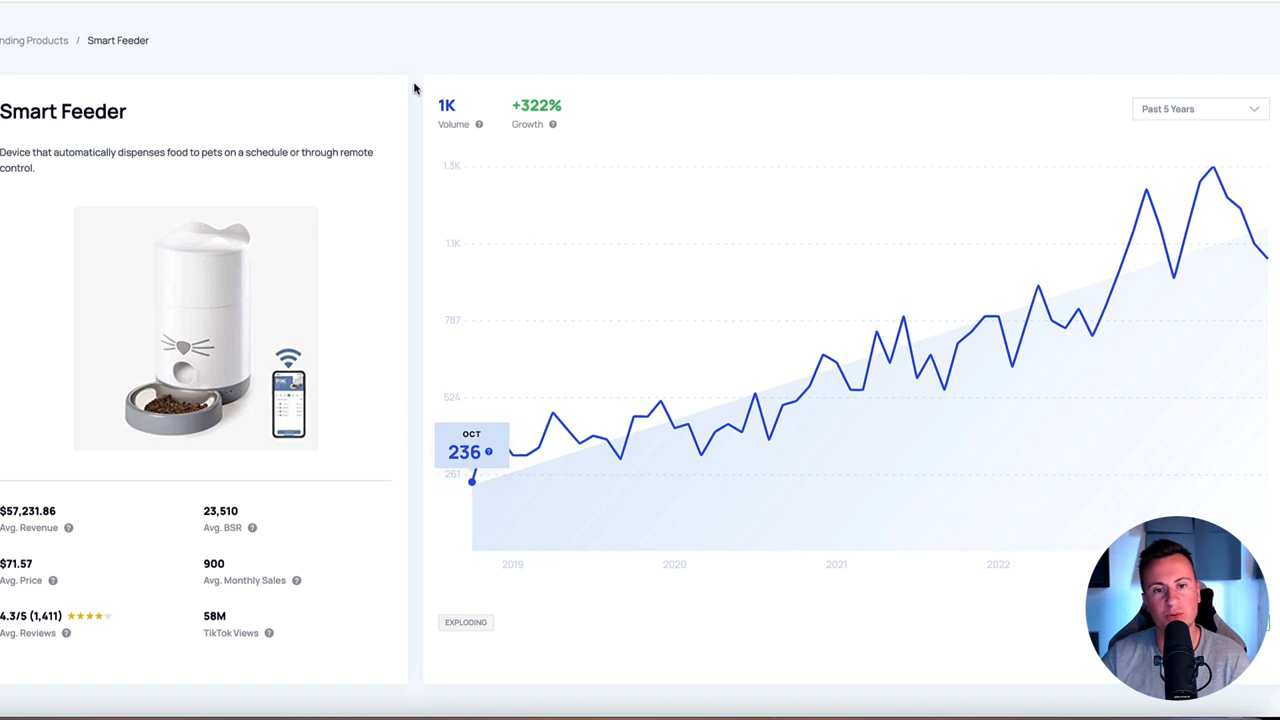 nding Products / Smart Feeder
Smart Feeder
Device that automatically dispenses food to pets on a schedule or through remote
control.
$57,231.86
Avg. Revenue
23,510
Avg. BSR
$71.57
Avg. Price
900
Avg. Monthly Sales
4.3/5 (1,411)
Avg. Reviews
58M
TikTok Views
1K
Volume
+322%
Growth
Past 5 Years
1.3K
1.1K
787
524
261
OCT
236
2019
2020
2021
2022
EXPLODING